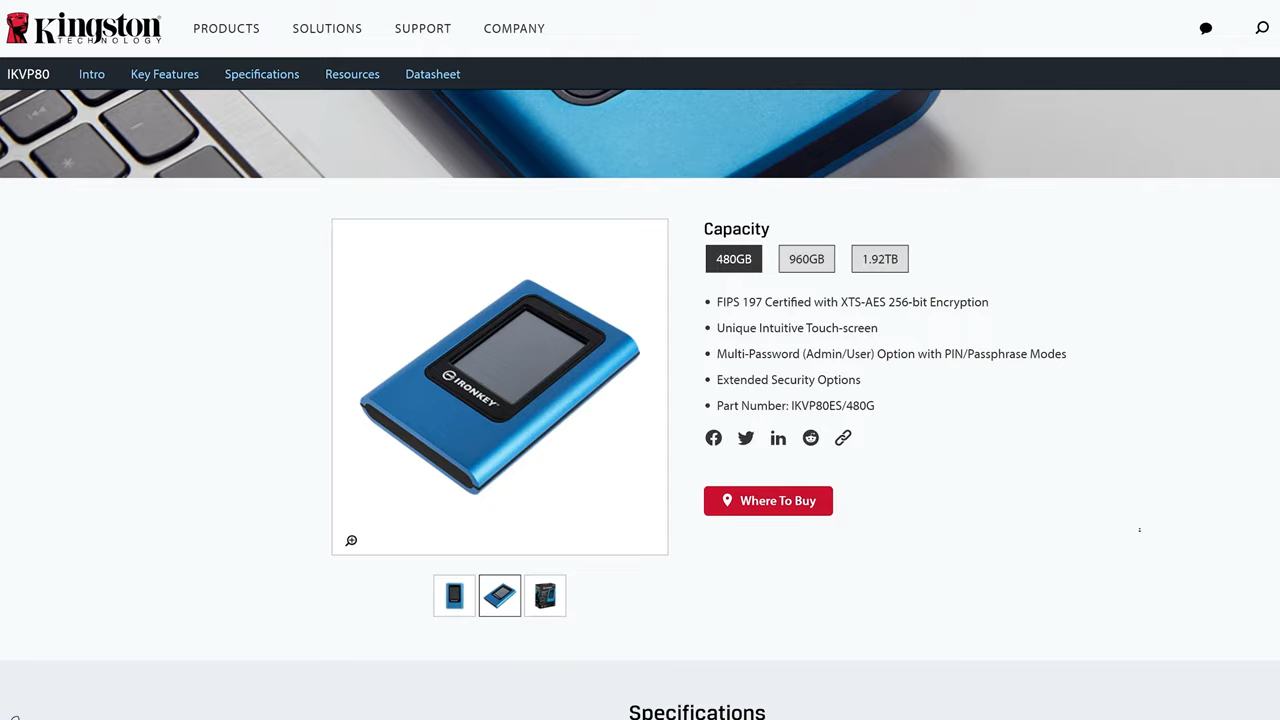 Kingston
TECHNOLOGY
PRODUCTS SOLUTIONS SUPPORT COMPANY
IKVP80 Intro Key Features Specifications Resources Datasheet
Capacity
480GB 960GB 1.92TB
• FIPS 197 Certified with XTS-AES 256-bit Encryption
• Unique Intuitive Touch-screen
• Multi-Password (Admin/User) Option with PIN/Passphrase Modes
• Extended Security Options
• Part Number: IKVP80ES/480G
IRONKEY
Where To Buy
Specifications